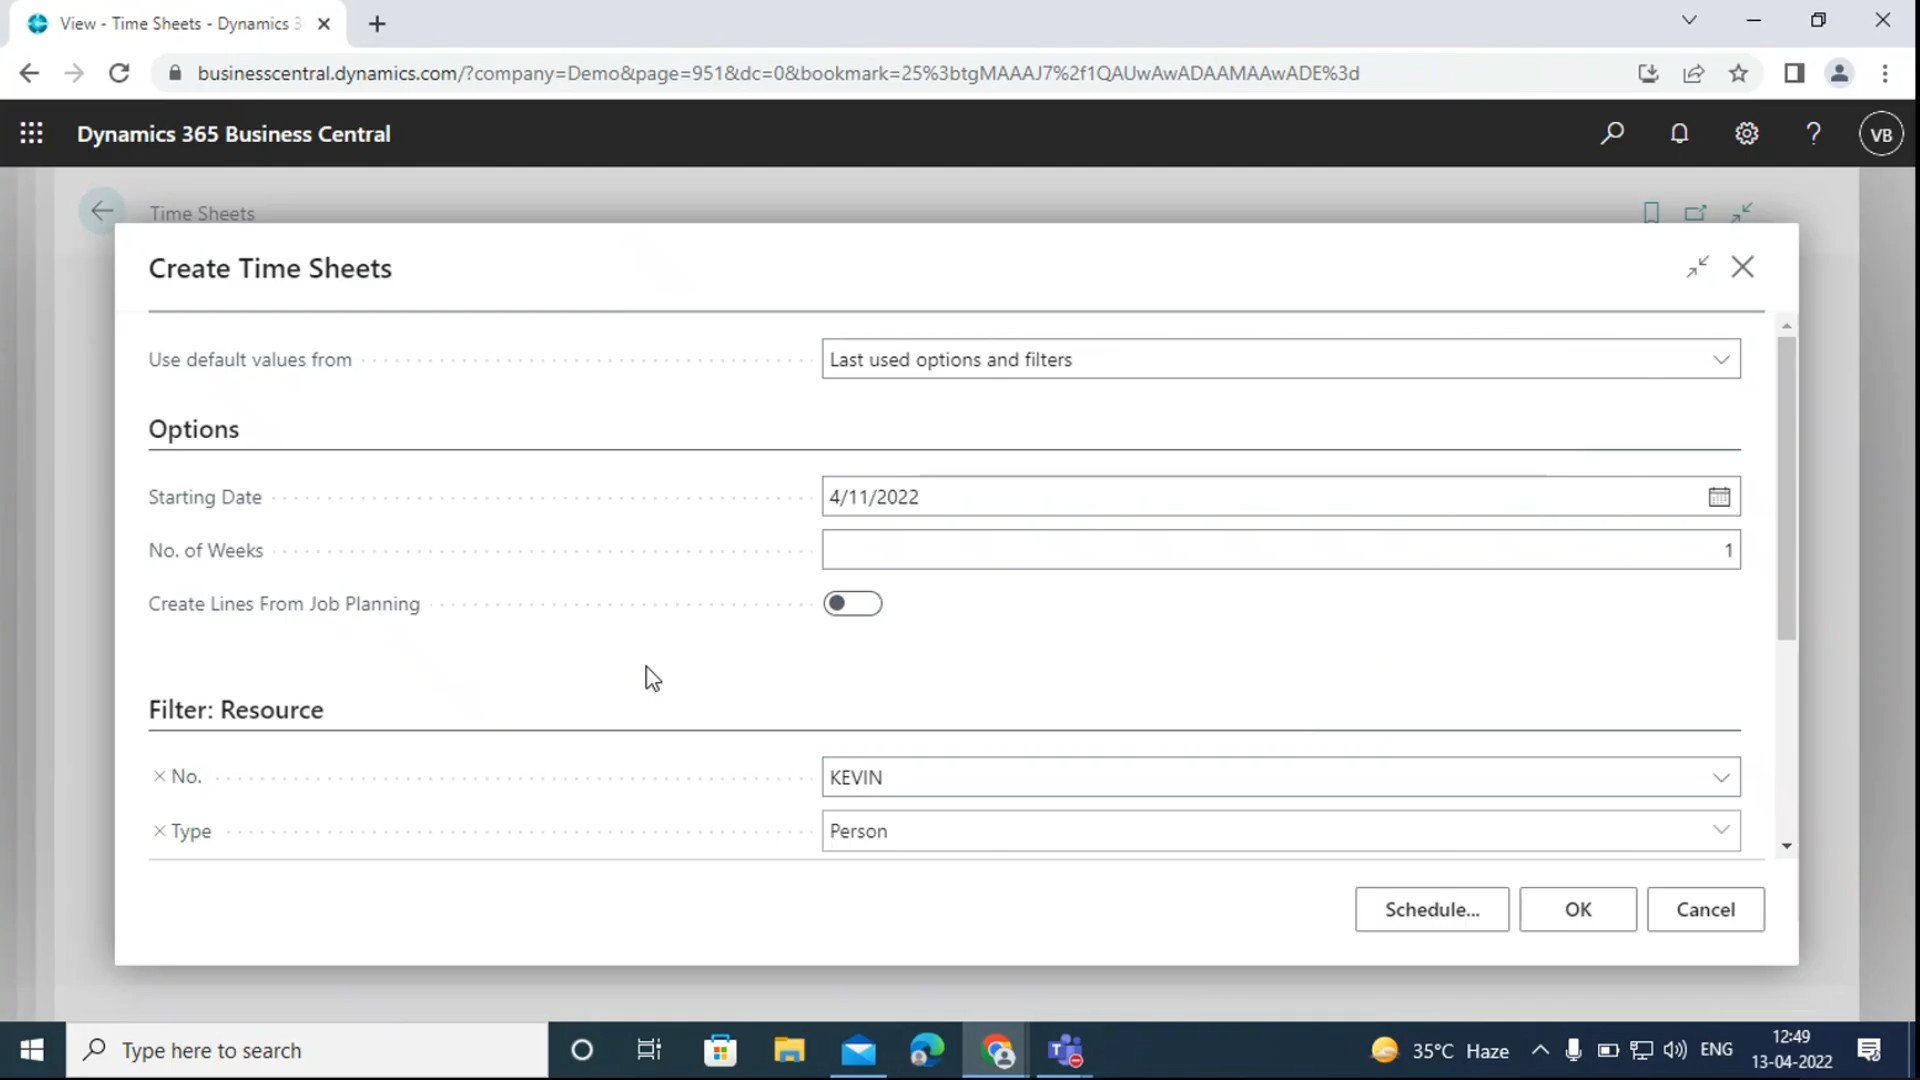 View - Time Sheets - Dynamics 3
businesscentral.dynamics.com/?company=Demo&page=951&dc=0&bookmark=25%3btgMAAAJ7%2f1QAUwAwADAAMAAwADE%3d
Dynamics 365 Business Central
VB
Time Sheets
Create Time Sheets
Use default values from
Last used options and filters
Options
Starting Date
4/11/2022
No. of Weeks
1
Create Lines From Job Planning
Filter: Resource
× No.
KEVIN
× Type
Person
Schedule...
OK
Cancel
Type here to search
35°C Haze
ENG
12:49
13-04-2022